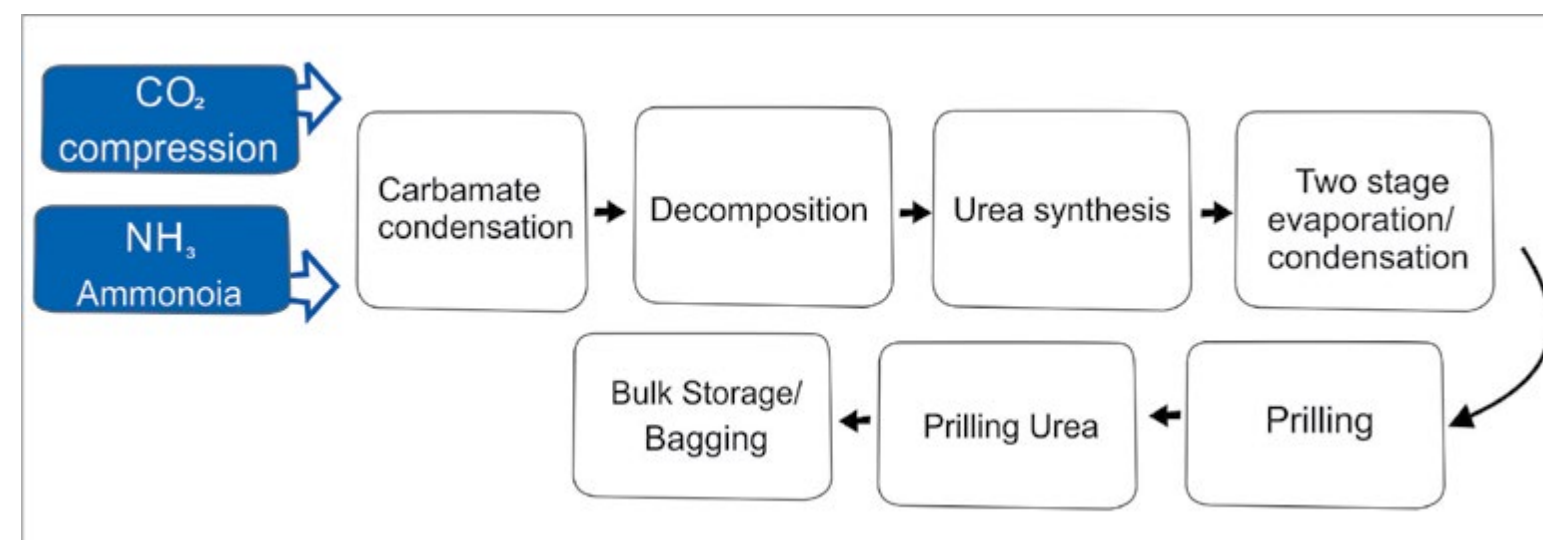 CO₂
compression
NH₃
Ammonoia
Carbamate
condensation
Decomposition
Urea synthesis
Two stage
evaporation/
condensation
Prilling
Prilling Urea
Bulk Storage/
Bagging